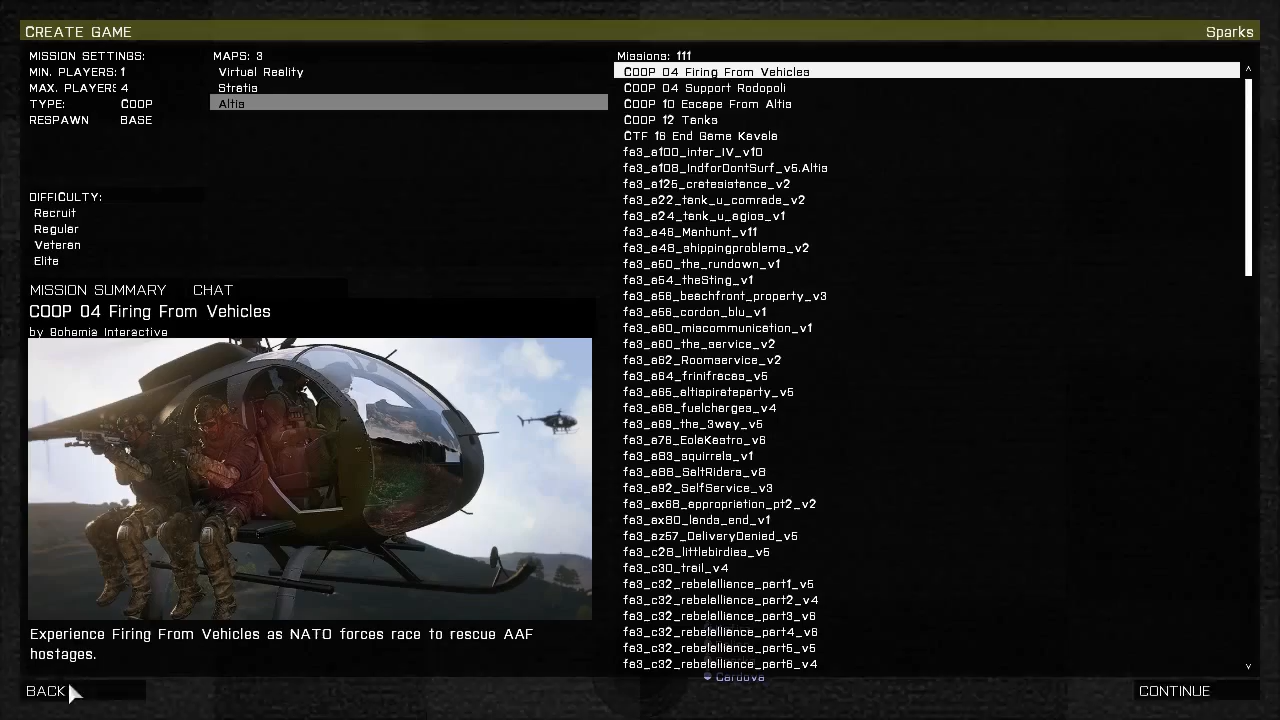 CREATE GAME
Sparks
MISSION SETTINGS:
MIN. PLAYERS: 1
MAX. PLAYERS 4
TYPE: COOP
RESPAWN BASE
DIFFICULTY:
Recruit
Regular
Veteran
Elite
MAPS: 3
Virtual Reality
Stratis
Altis
Missions: 111
COOP 04 Firing From Vehicles
COOP 04 Support Rodopoli
COOP 10 Escape From Altis
COOP 12 Tanks
CTF 16 End Game Kavala
fa3_a100_inter_IV_v10
fa3_a108_IndforDontSurf_v5.Altis
fa3_a125_cratesistance_v2
fa3_a22_tank_u_comrade_v2
fa3_a24_tank_u_agios_v1
fa3_a46_Manhunt_v11
fa3_a48_shippingproblems_v2
fa3_a50_the_rundown_v1
fa3_a54_theSting_v1
fa3_a56_beachfront_property_v3
fa3_a58_cordon_blu_v1
fa3_a60_miscommunication_v1
fa3_a60_the_service_v2
fa3_a62_Roomservice_v2
fa3_a64_frinifracas_v5
fa3_a65_altispirateparty_v5
fa3_a68_fuelcharges_v4
fa3_a69_the_3way_v5
fa3_a76_EolaKastro_v6
fa3_a83_squirrels_v1
fa3_a88_SaltRiders_v8
fa3_a92_SelfService_v3
fa3_ax68_appropriation_pt2_v2
fa3_ax80_lands_end_v1
fa3_az57_DeliveryDenied_v5
fa3_c28_littlebirdies_v5
fa3_c30_trail_v4
fa3_c32_rebelalliance_part1_v5
fa3_c32_rebelalliance_part2_v4
fa3_c32_rebelalliance_part3_v6
fa3_c32_rebelalliance_part4_v6
fa3_c32_rebelalliance_part5_v5
fa3_c32_rebelalliance_part6_v4
Cardova
MISSION SUMMARY CHAT
COOP 04 Firing From Vehicles
by Bohemia Interactive
Experience Firing From Vehicles as NATO forces race to rescue AAF
hostages.
BACK
CONTINUE